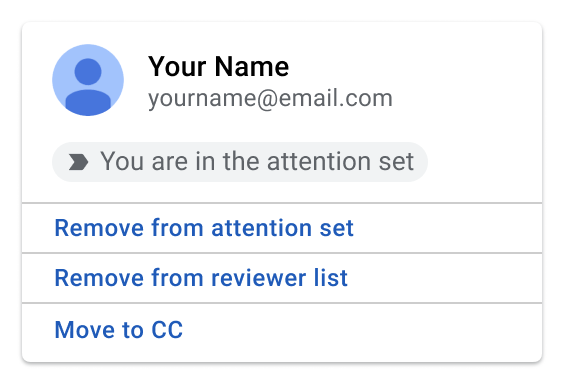 Your Name
yourname@email.com
You are in the attention set
Remove from attention set
Remove from reviewer list
Move to CC